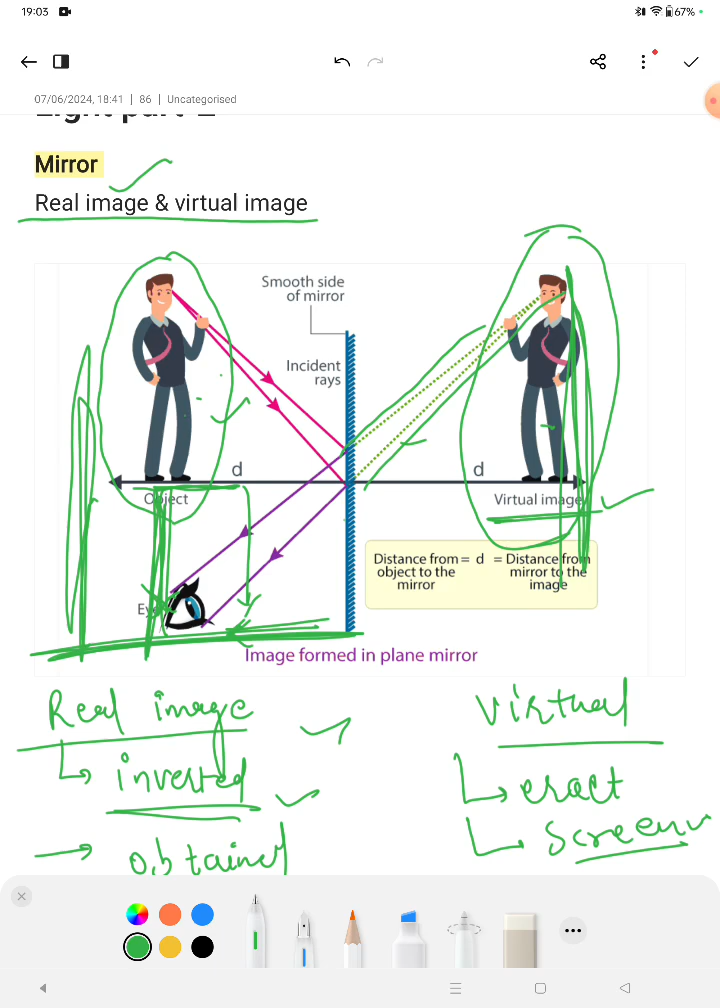 19:03
67%
07/06/2024, 18:41 | 86 | Uncategorised
Mirror
Real image & virtual image
Smooth side
of mirror
Incident
rays
d
d
Object
Virtual image
Eye
Distance from = d = Distance from
object to the mirror to the
mirror image
Image formed in plane mirror
Real image
virtual
inverted
eract
obtained